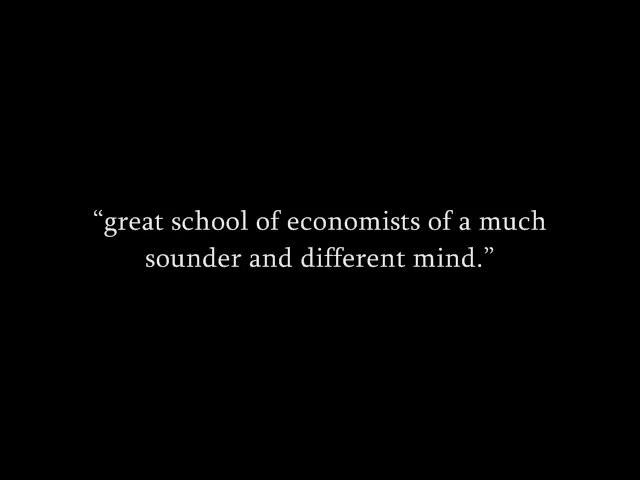 “great school of economists of a much
sounder and different mind.”